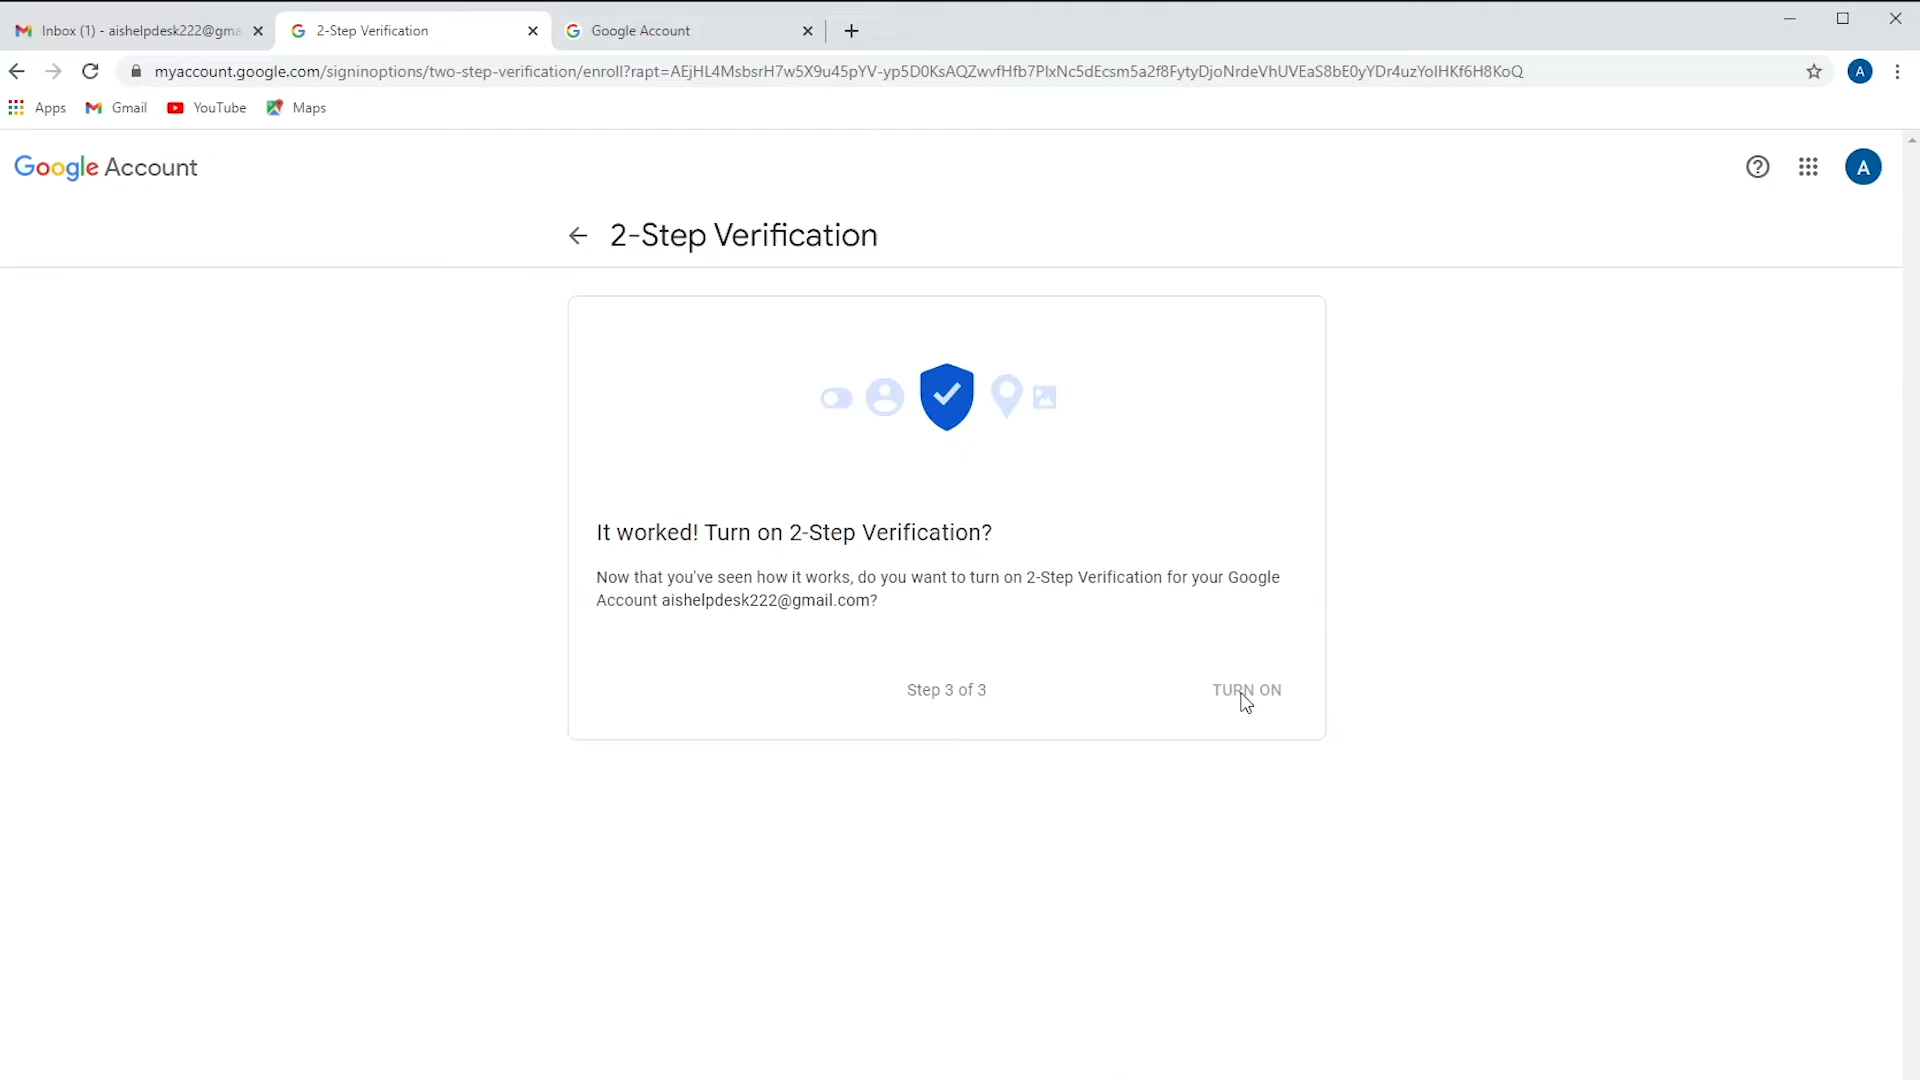 Inbox (1) - aishelpdesk222@gma
2-Step Verification
Google Account
myaccount.google.com/signinoptions/two-step-verification/enroll?rapt=AEjHL4MsbsrH7w5X9u45pYV-yp5D0KsAQZwvfHfb7PlxNc5dEcsm5a2f8FytyDjoNrdeVhUVEaS8bE0yYDr4uzYoIHKf6H8KoQ
A
Apps
Gmail
YouTube
Maps
Google Account
A
2-Step Verification
It worked! Turn on 2-Step Verification?
Now that you've seen how it works, do you want to turn on 2-Step Verification for your Google
Account aishelpdesk222@gmail.com?
Step 3 of 3
TURN ON